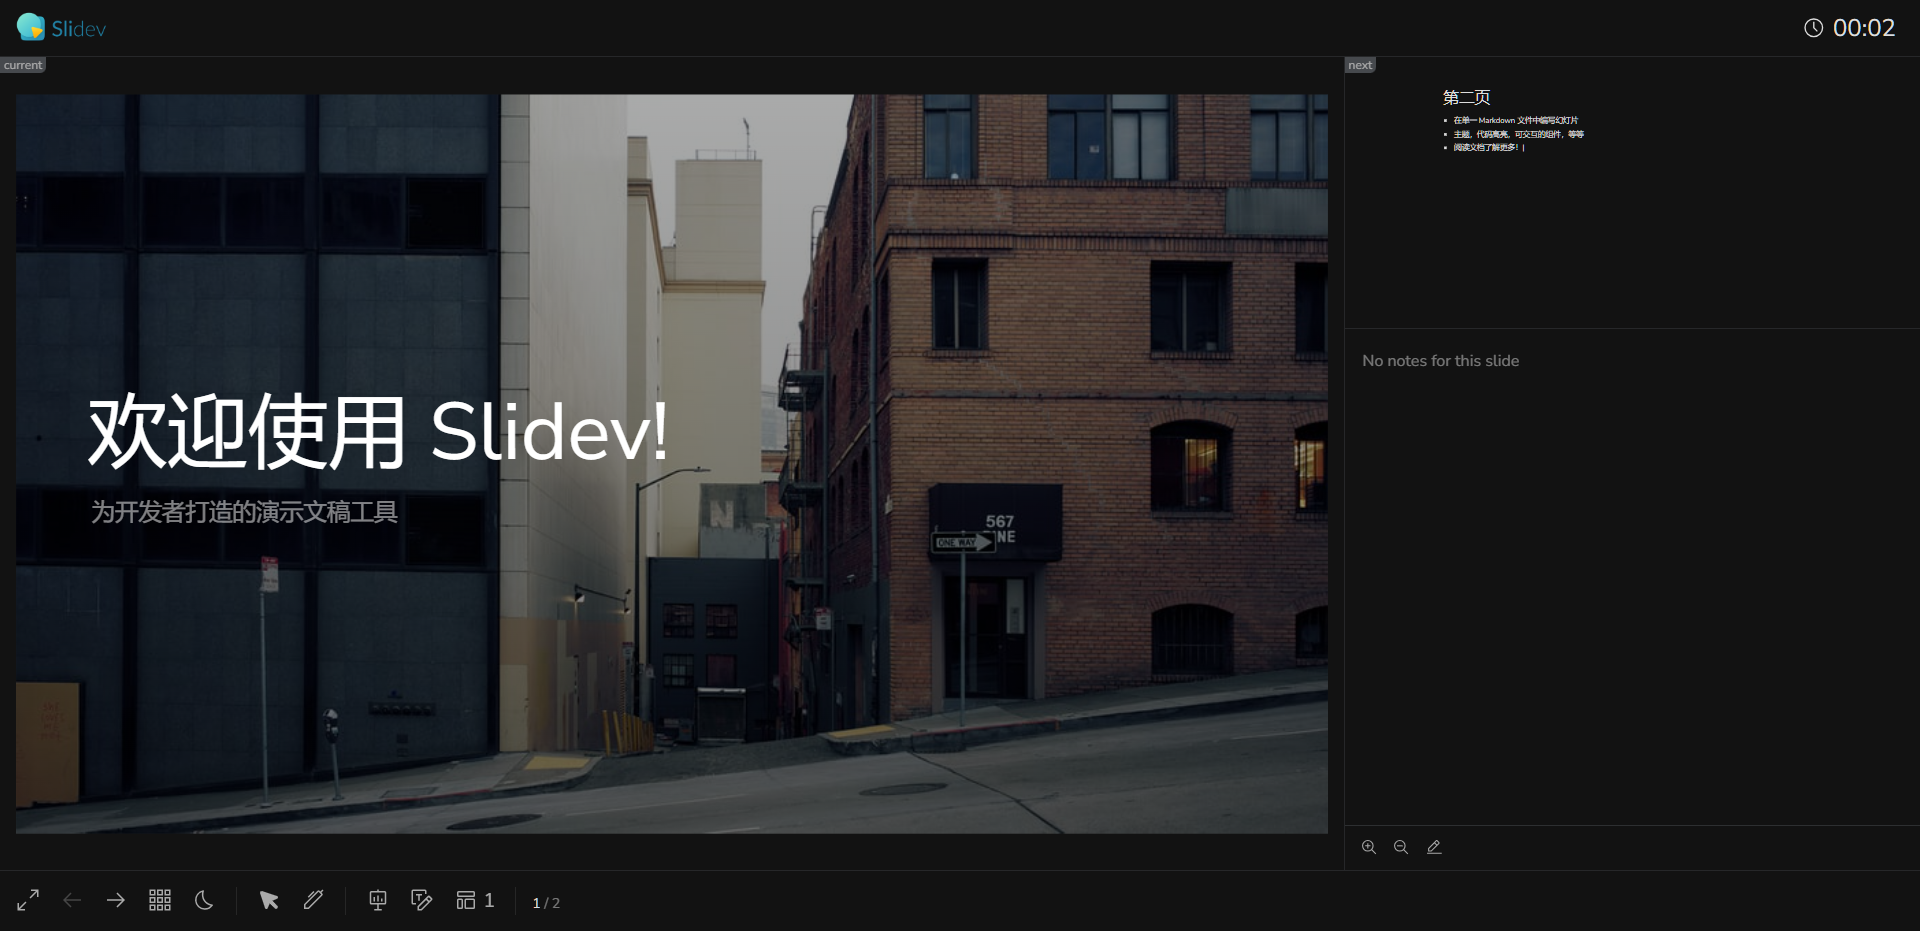 Slidev
00:02
current
欢迎使用 Slidev!
为开发者打造的演示文稿工具
567
INE
ONE WAY
N
next
第二页
在单一 Markdown 文件中编写幻灯片
主题，代码高亮，可交互的组件，等等
阅读文档了解更多！|
No notes for this slide
1
1 / 2